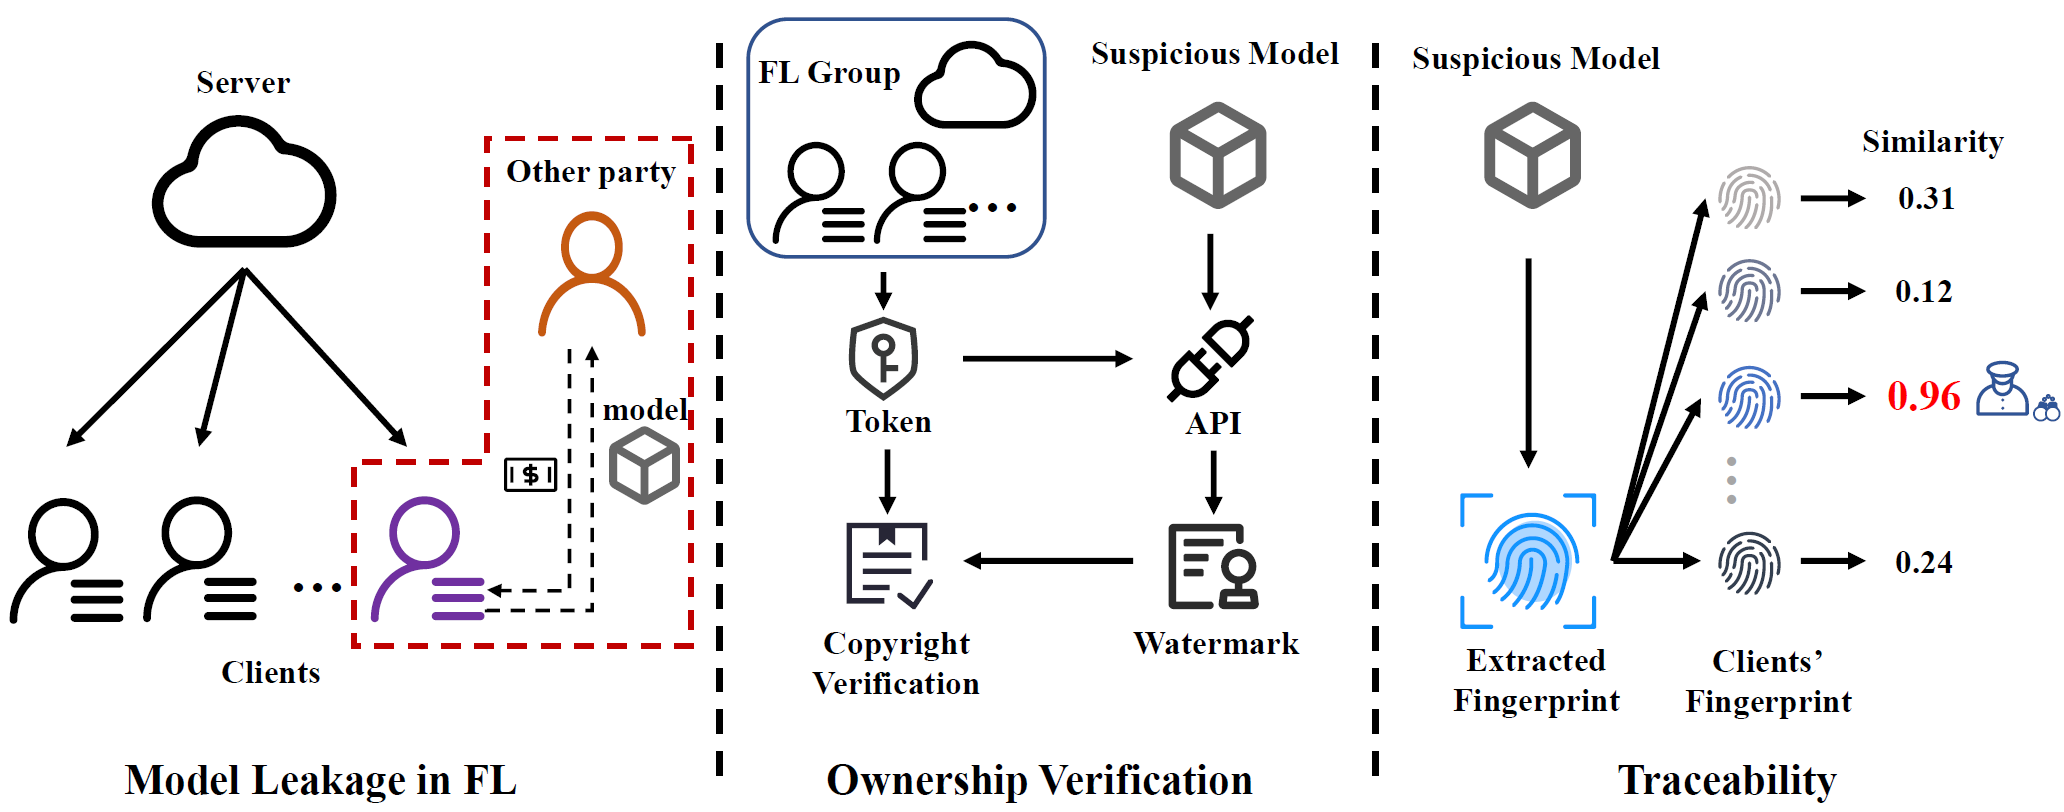 Server
Other party
model
$
...
Clients
Model Leakage in FL
FL Group
...
Suspicious Model
Token
API
Copyright
Verification
Watermark
Ownership Verification
Suspicious Model
Similarity
0.31
0.12
0.96
0.24
Extracted
Fingerprint
Clients’
Fingerprint
Traceability